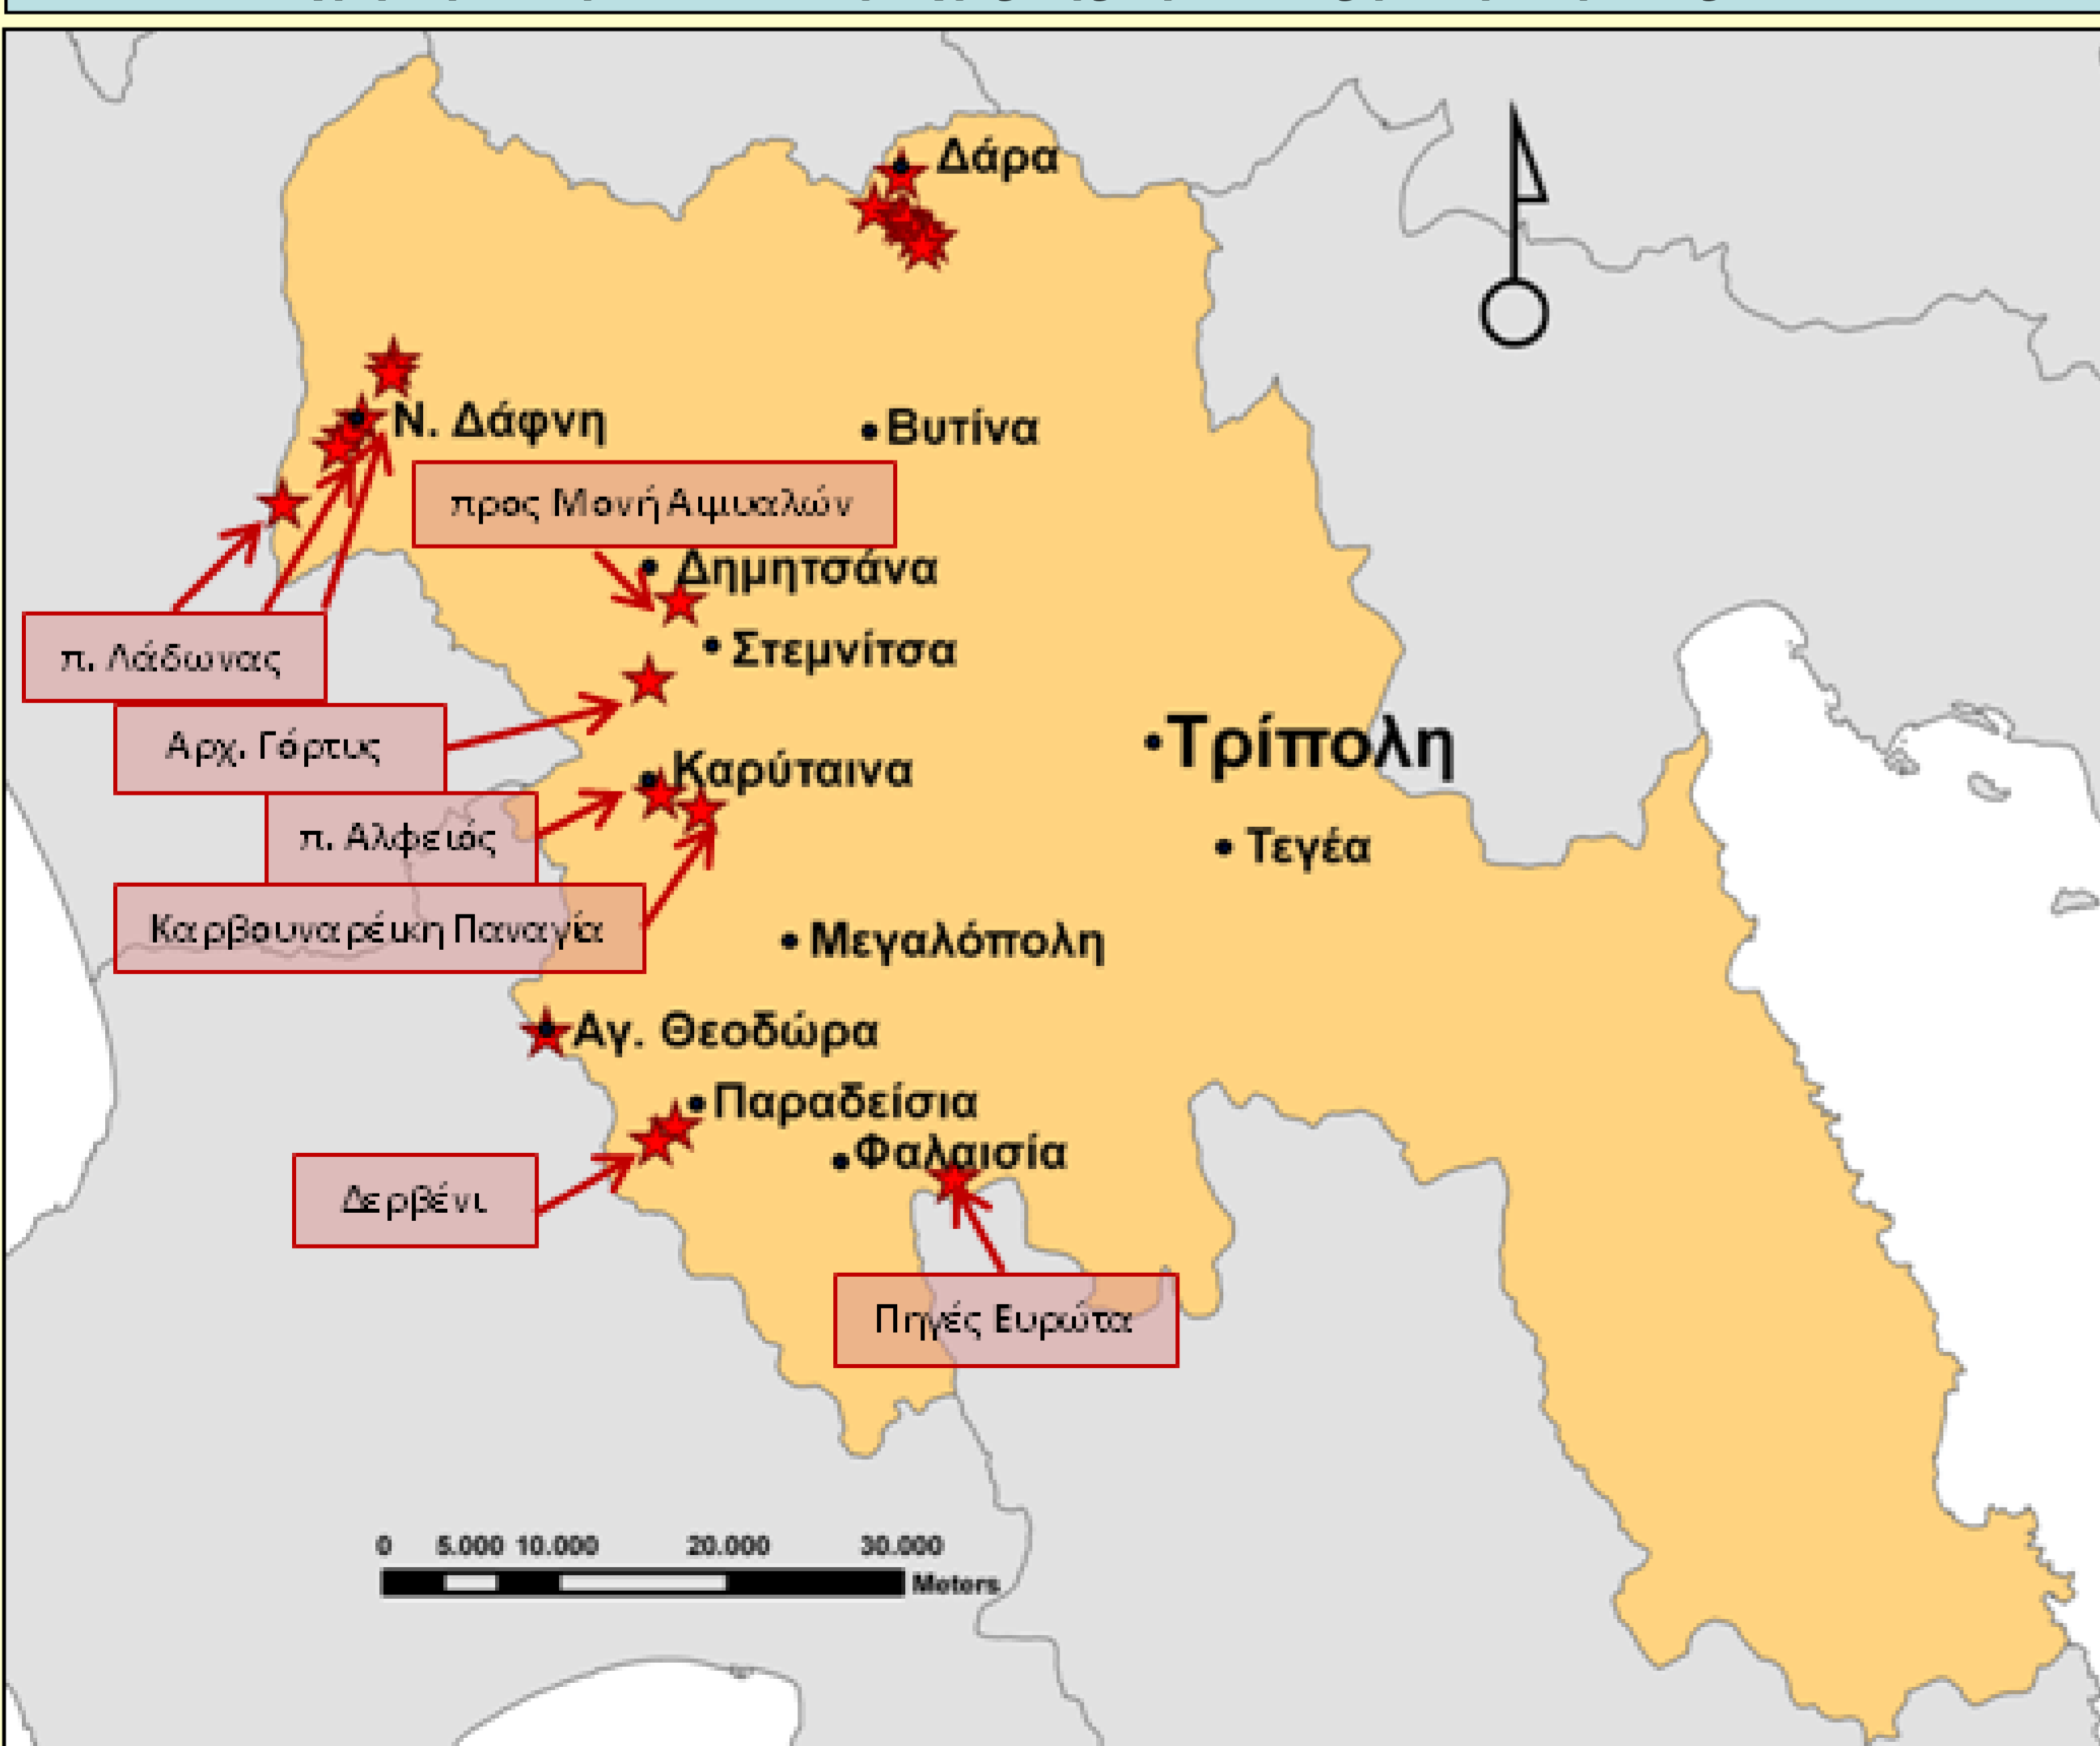 Δάρα
Ν. Δάφνη
Βυτίνα
προς Μονή Αιμυαλών
Δημητσάνα
Στεμνίτσα
π. Λάδωνας
Αρχ. Γόρτυς
Τρίπολη
Καρύταινα
π. Αλφειός
Τεγέα
Καρβουναρέικη Παναγία
Μεγαλόπολη
Αγ. Θεοδώρα
Παραδείσια
Φαλαισία
Δερβένι
Πηγές Ευρώτα
0 5.000 10.000 20.000 30.000
Meters